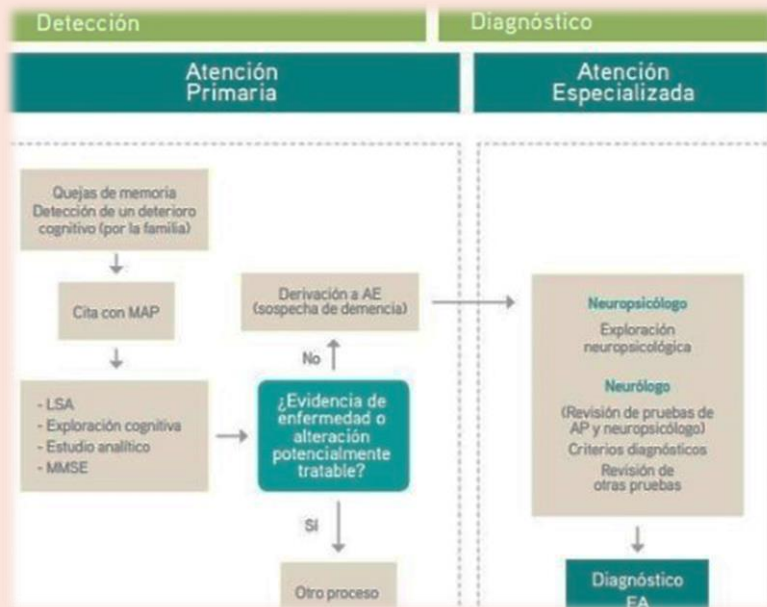 Detección
Diagnóstico
Atención
Primaria
Atención
Especializada
Quejas de memoria
Detección de un deterioro
cognitivo (por la familia)
Cita con MAP
- LSA
- Exploración cognitiva
- Estudio analítico
- MMSE
Derivación a AE
(sospecha de demencia)
No
¿Evidencia de
enfermedad o
alteración
potencialmente
tratable?
Sí
Otro proceso
Neuropsicólogo
Exploración
neuropsicológica
Neurólogo
(Revisión de pruebas de
AP y neuropsicólogo)
Criterios diagnósticos
Revisión de
otras pruebas
Diagnóstico
EA